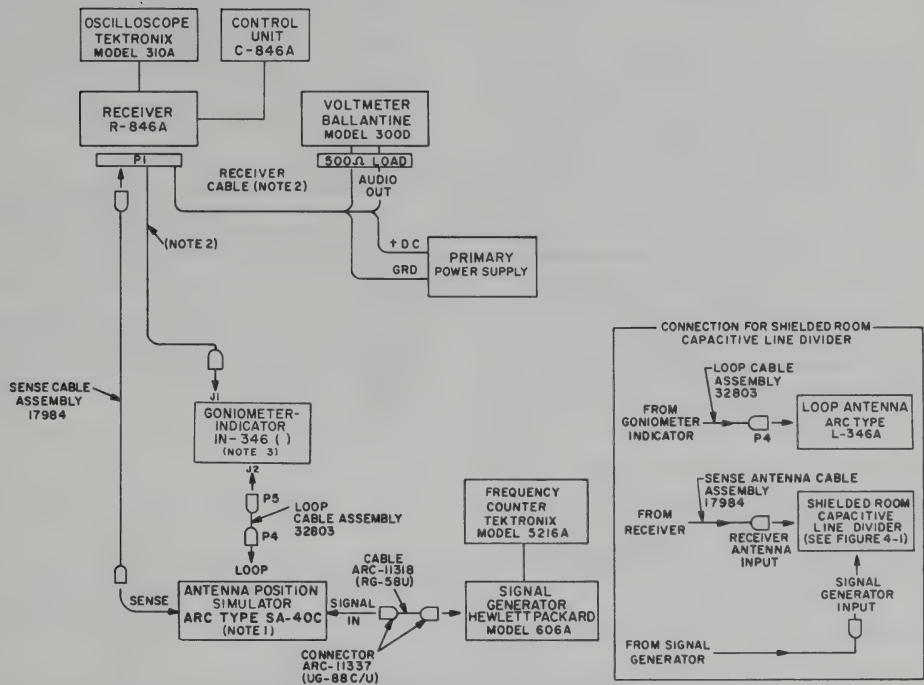 OSCILLOSCOPE
TEKTRONIX
MODEL 310A
CONTROL
UNIT
C-846A
RECEIVER
R-846A
VOLTMETER
BALLANTINE
MODEL 300D
P1
500Ω LOAD
RECEIVER
CABLE (NOTE 2)
AUDIO
OUT
(NOTE 2)
+DC
GRD
PRIMARY
POWER SUPPLY
SENSE CABLE
ASSEMBLY
17984
J1
GONIOMETER-
INDICATOR
IN-346 ( )
(NOTE 3)
J2
P5
LOOP
CABLE ASSEMBLY
32803
P4
LOOP
FREQUENCY
COUNTER
TEKTRONIX
MODEL 5216A
CABLE
ARC-11318
(RG-58U)
SENSE
ANTENNA POSITION
SIMULATOR
ARC TYPE SA-40C
(NOTE 1)
SIGNAL
IN
SIGNAL
GENERATOR
HEWLETT PACKARD
MODEL 606A
CONNECTOR
ARC-11337
(UG-88C/U)
CONNECTION FOR SHIELDED ROOM
CAPACITIVE LINE DIVIDER
LOOP CABLE
ASSEMBLY
32803
FROM
GONIOMETER
INDICATOR
P4
LOOP ANTENNA
ARC TYPE
L-346A
SENSE ANTENNA CABLE
ASSEMBLY
17984
FROM
RECEIVER
RECEIVER
ANTENNA
INPUT
SHIELDED ROOM
CAPACITIVE
LINE DIVIDER
(SEE FIGURE 4-1)
SIGNAL
GENERATOR
INPUT
FROM SIGNAL
GENERATOR